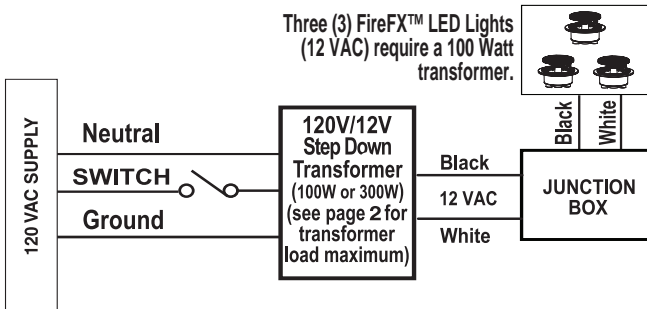 Three (3) FireFX™ LED Lights
(12 VAC) require a 100 Watt
transformer.
Black
White
120 VAC SUPPLY
Neutral
SWITCH
Ground
120V/12V
Step Down
Transformer
(100W or 300W)
(see page 2 for
transformer
load maximum)
Black
12 VAC
White
JUNCTION
BOX